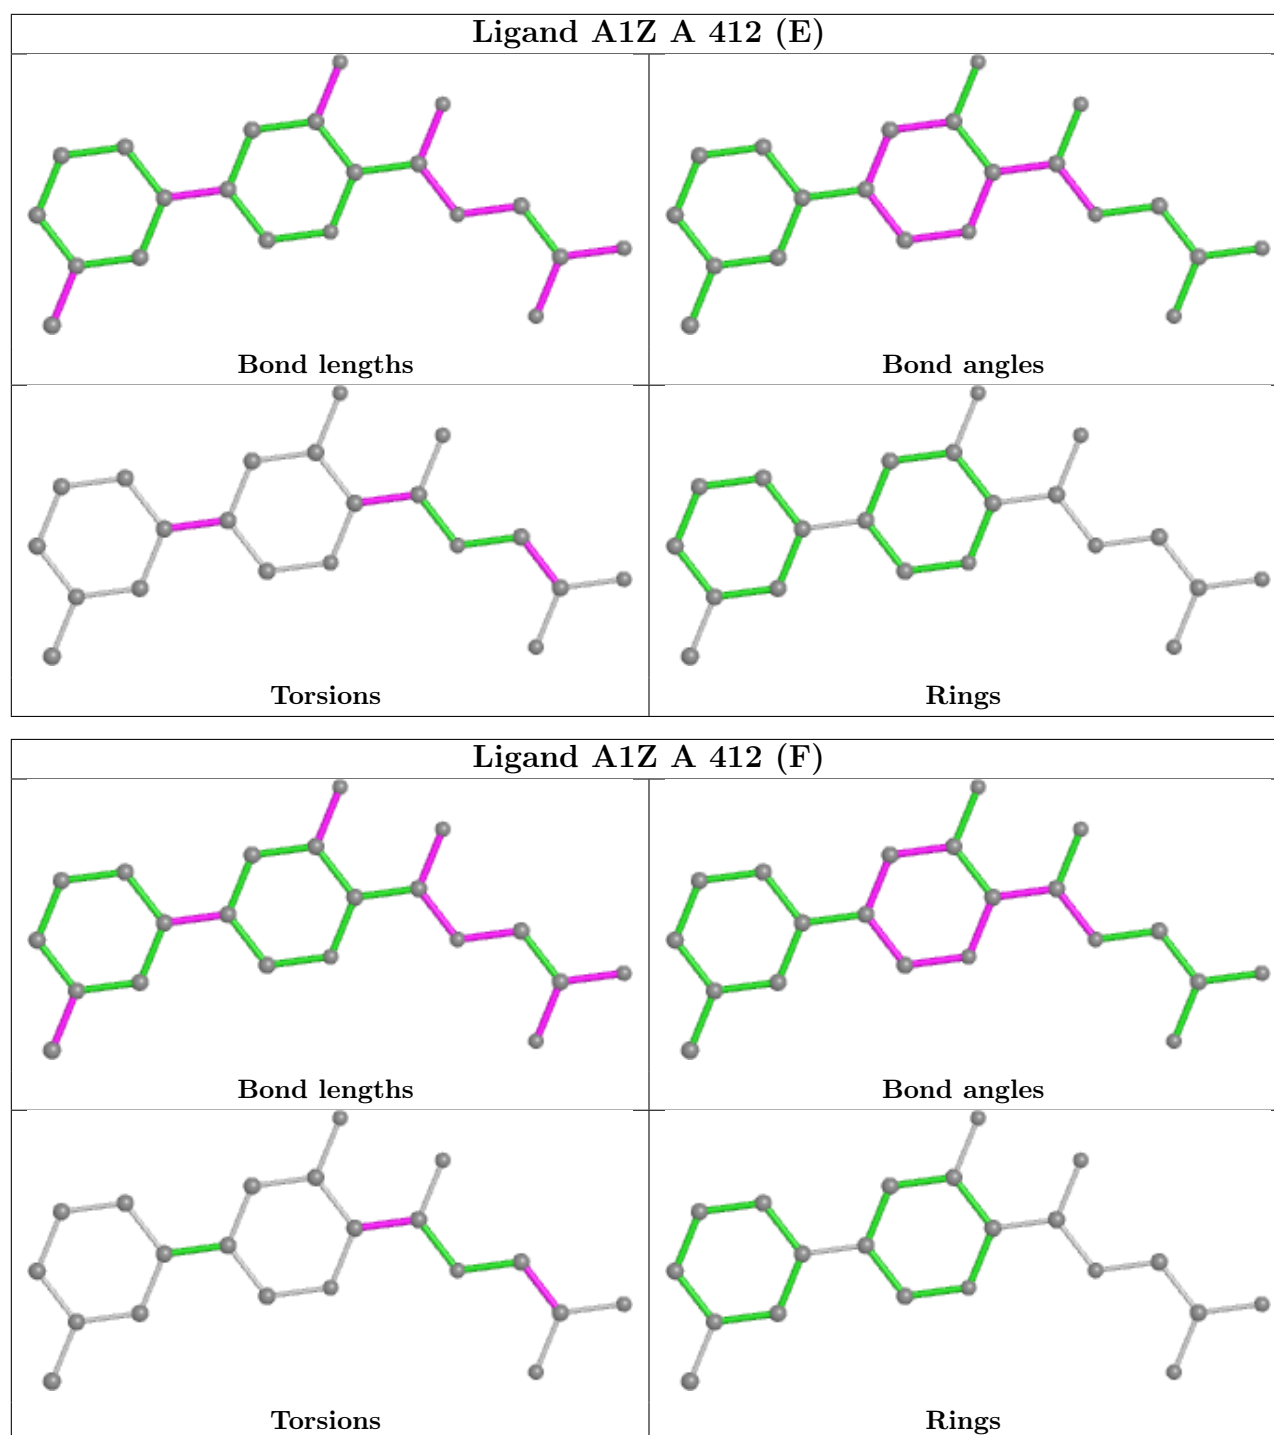 Ligand A1Z A 412 (E)
Bond lengths
Bond angles
Torsions
Rings
Ligand A1Z A 412 (F)
Bond lengths
Bond angles
Torsions
Rings